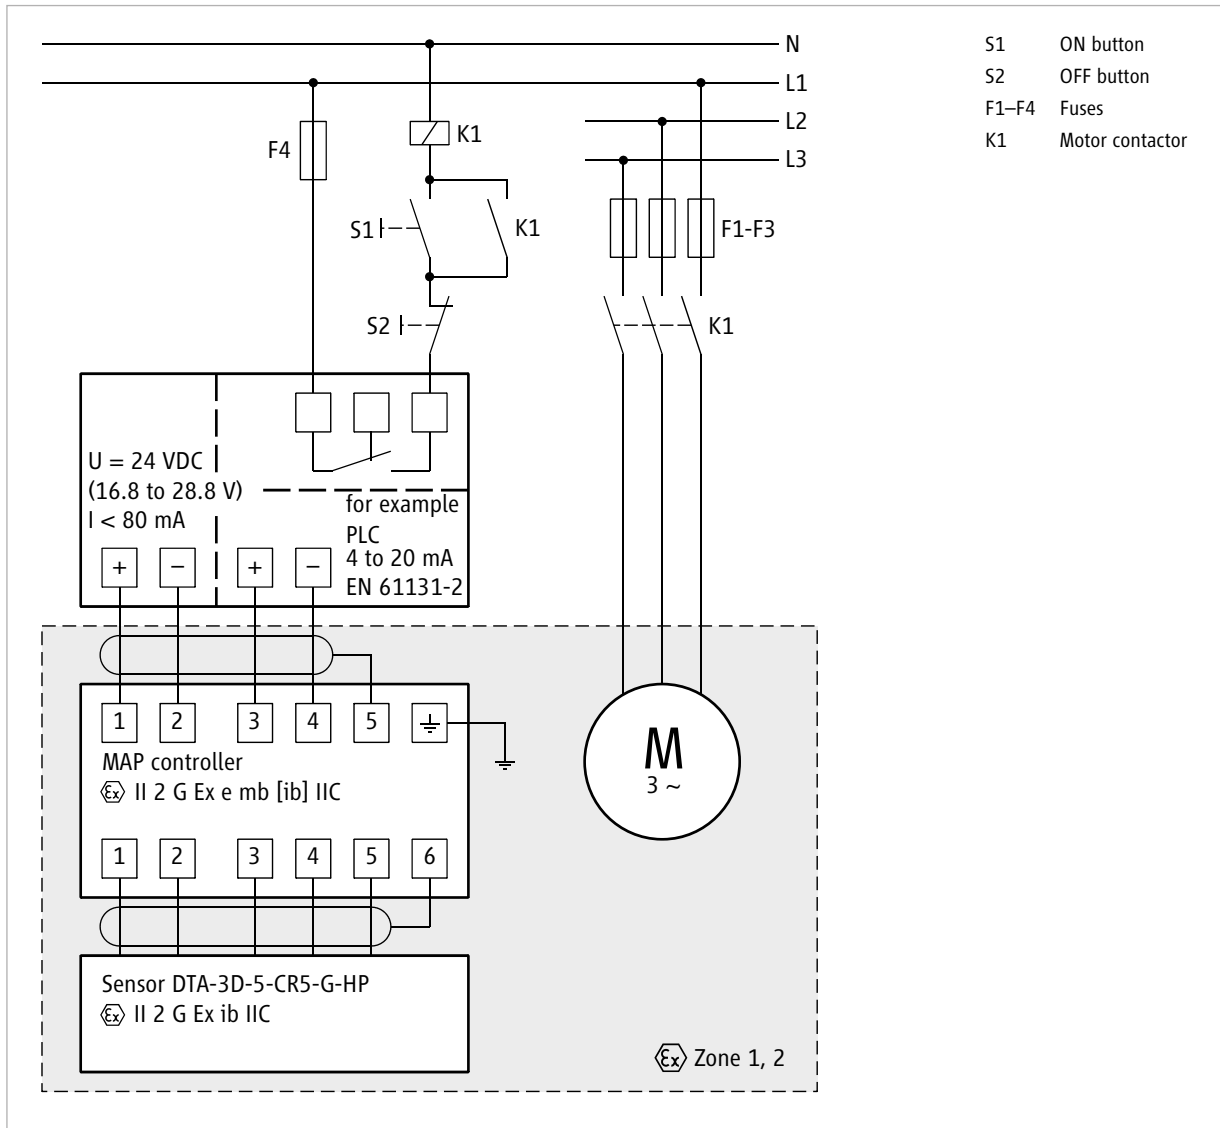 N
L1
L2
L3
S1 ON button
S2 OFF button
F1–F4 Fuses
K1 Motor contactor
F4
K1
S1
K1
F1-F3
S2
K1
U = 24 VDC
(16.8 to 28.8 V)
I < 80 mA
for example
PLC
4 to 20 mA
EN 61131-2
+ − + −
1 2 3 4 5
MAP controller
Ex II 2 G Ex e mb [ib] IIC
1 2 3 4 5 6
M
3 ~
Sensor DTA-3D-5-CR5-G-HP
Ex II 2 G Ex ib IIC
Ex Zone 1, 2